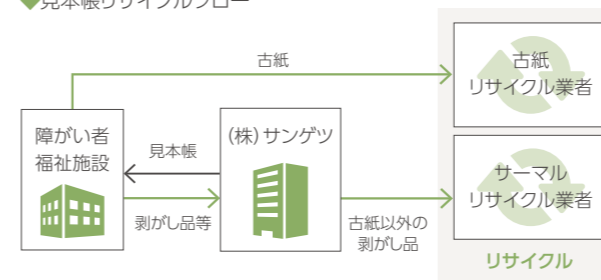 ◆見本帳リサイクルフロー
古紙
古紙
リサイクル業者
障がい者
福祉施設
見本帳
剥がし品等
(株)サンゲツ
古紙以外の
剥がし品
サーマル
リサイクル業者
リサイクル